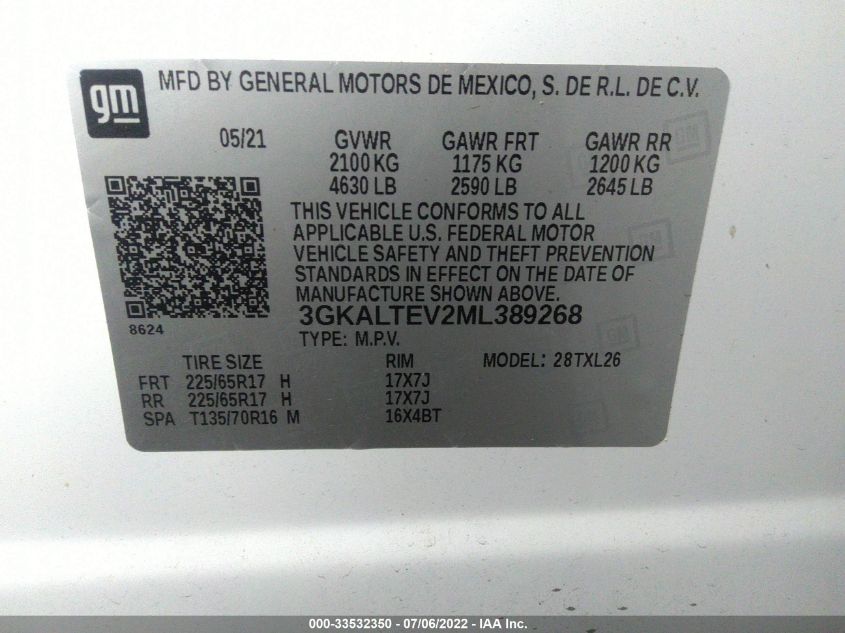 gm
MFD BY GENERAL MOTORS DE MEXICO, S. DE R.L. DE C.V.
05/21 GVWR GAWR FRT GAWR RR
2100 KG 1175 KG 1200 KG
4630 LB 2590 LB 2645 LB
THIS VEHICLE CONFORMS TO ALL
APPLICABLE U.S. FEDERAL MOTOR
VEHICLE SAFETY AND THEFT PREVENTION
STANDARDS IN EFFECT ON THE DATE OF
MANUFACTURE SHOWN ABOVE.
8624
3GKALTEV2ML389268
TYPE: M.P.V.
TIRE SIZE RIM MODEL: 28TXL26
FRT 225/65R17 H 17X7J
RR 225/65R17 H 17X7J
SPA T135/70R16 M 16X4BT
000-33532350 - 07/06/2022 - IAA Inc.